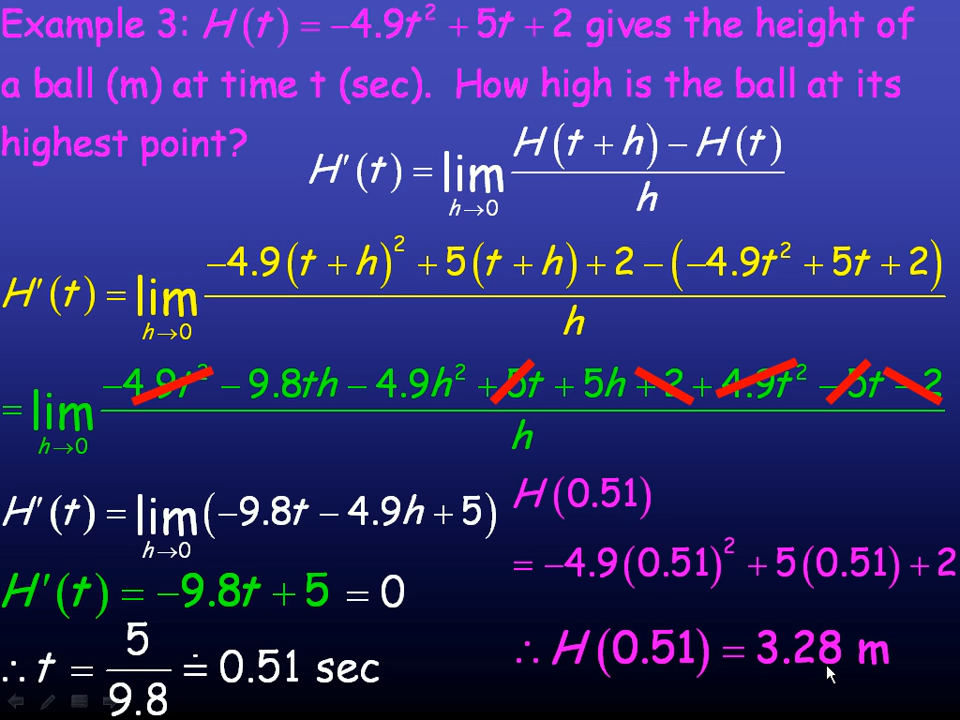 Example 3: H(t) = −4.9t² + 5t + 2 gives the height of
a ball (m) at time t (sec). How high is the ball at its
highest point?
H′(t) = lim h→0 (H(t + h) − H(t)) / h
H′(t) = lim h→0 (−4.9(t + h)² + 5(t + h) + 2 − (−4.9t² + 5t + 2)) / h
= lim h→0 (−4.9t² − 9.8th − 4.9h² + 5t + 5h + 2 + 4.9t² − 5t − 2) / h
H′(t) = lim h→0 (−9.8t − 4.9h + 5)
H′(t) = −9.8t + 5 = 0
∴ t = 5/9.8 ≐ 0.51 sec
H(0.51)
= −4.9(0.51)² + 5(0.51) + 2
∴ H(0.51) = 3.28 m